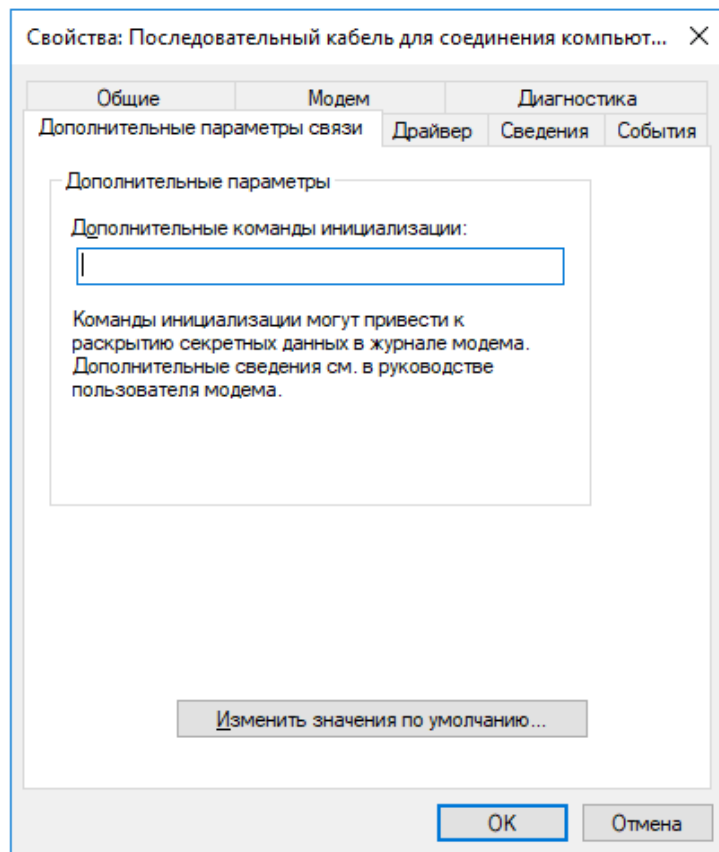 Свойства: Последовательный кабель для соединения компьют...
Общие
Модем
Диагностика
Дополнительные параметры связи
Драйвер
Сведения
События
Дополнительные параметры
Дополнительные команды инициализации:
Команды инициализации могут привести к
раскрытию секретных данных в журнале модема.
Дополнительные сведения см. в руководстве
пользователя модема.
Изменить значения по умолчанию...
OK
Отмена